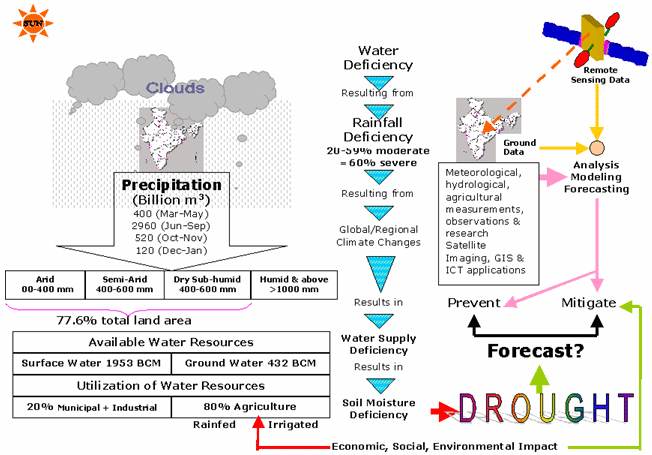 SUN
Clouds
Precipitation
(Billion m³)
400 (Mar-May)
2960 (Jun-Sep)
520 (Oct-Nov)
120 (Dec-Jan)
Arid
00-400 mm
Semi-Arid
400-600 mm
Dry Sub-humid
400-600 mm
Humid & above
>1000 mm
77.6% total land area
Available Water Resources
Surface Water 1953 BCM
Ground Water 432 BCM
Utilization of Water Resources
20% Municipal + Industrial
80% Agriculture
Rainfed
Irrigated
Water
Deficiency
Resulting from
Rainfall
Deficiency
20-59% moderate
= 60% severe
Resulting from
Global/Regional
Climate Changes
Results in
Water Supply
Deficiency
Results in
Soil Moisture
Deficiency
Remote
Sensing Data
Ground
Data
Analysis
Modeling
Forecasting
Meteorological,
hydrological,
agricultural
measurements,
observations &
research
Satellite
Imaging, GIS &
ICT applications
Prevent
Mitigate
Forecast?
DROUGHT
Economic, Social, Environmental Impact